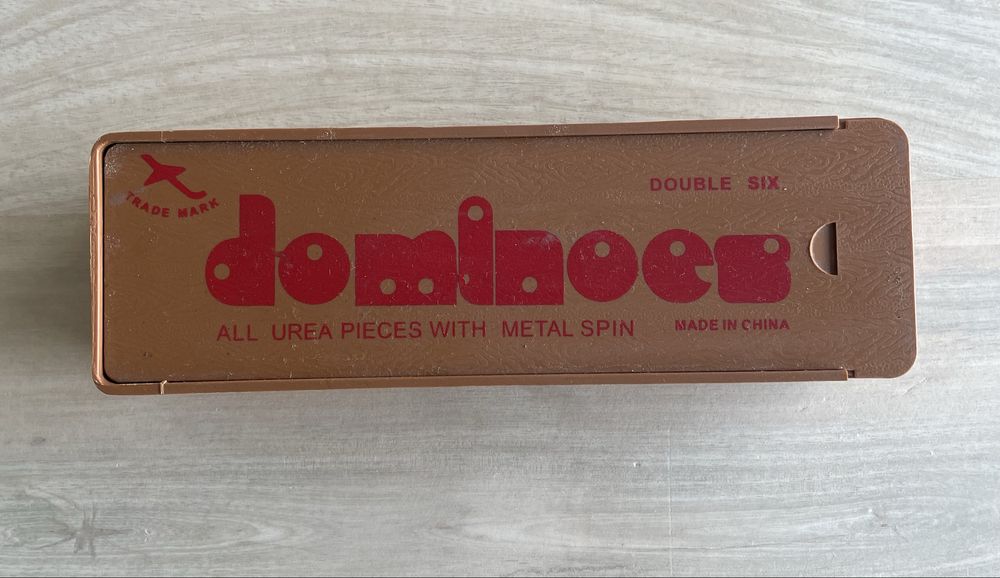 TRADE MARK
DOUBLE SIX
dominoes
ALL UREA PIECES WITH METAL SPIN
MADE IN CHINA